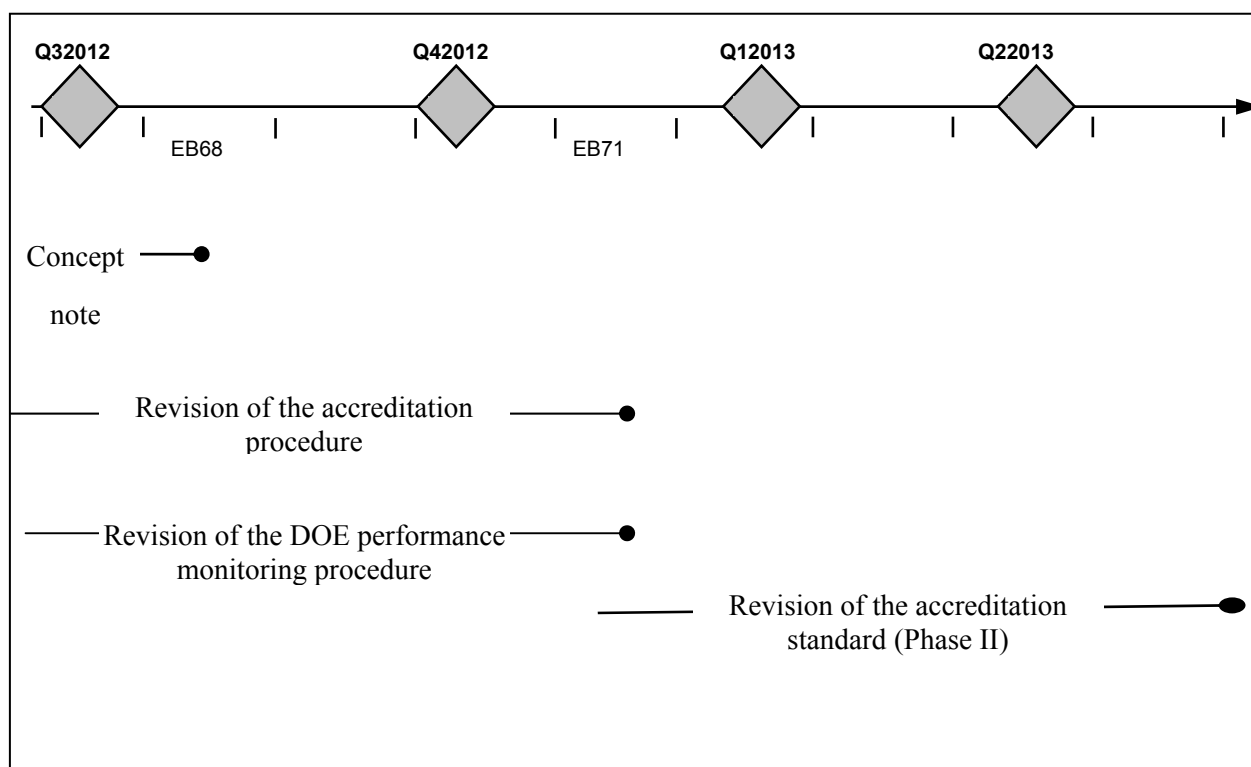 Q32012 Q42012 Q12013 Q22013
EB68 EB71
Concept
note
Revision of the accreditation
procedure
Revision of the DOE performance
monitoring procedure
Revision of the accreditation
standard (Phase II)